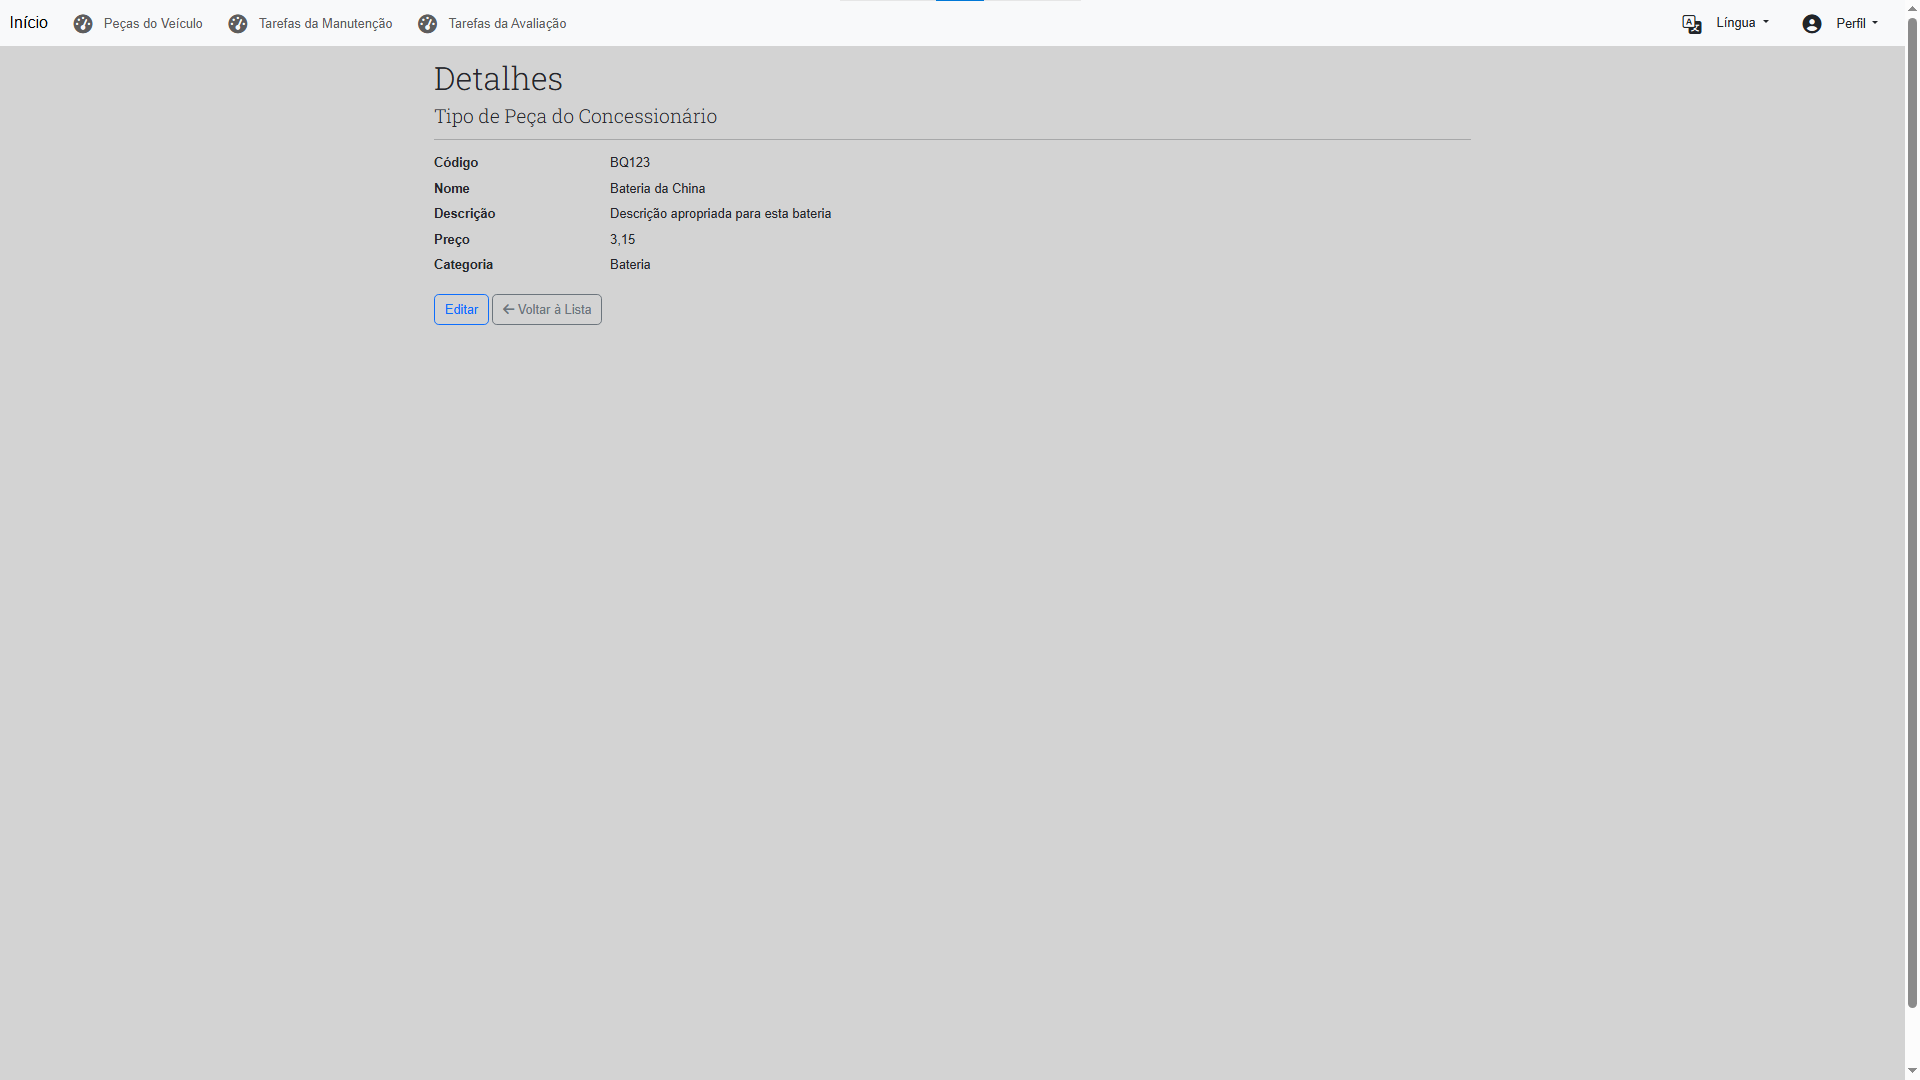 Início Peças do Veículo Tarefas da Manutenção Tarefas da Avaliação Língua Perfil
Detalhes
Tipo de Peça do Concessionário
Código BQ123
Nome Bateria da China
Descrição Descrição apropriada para esta bateria
Preço 3,15
Categoria Bateria
Editar Voltar à Lista